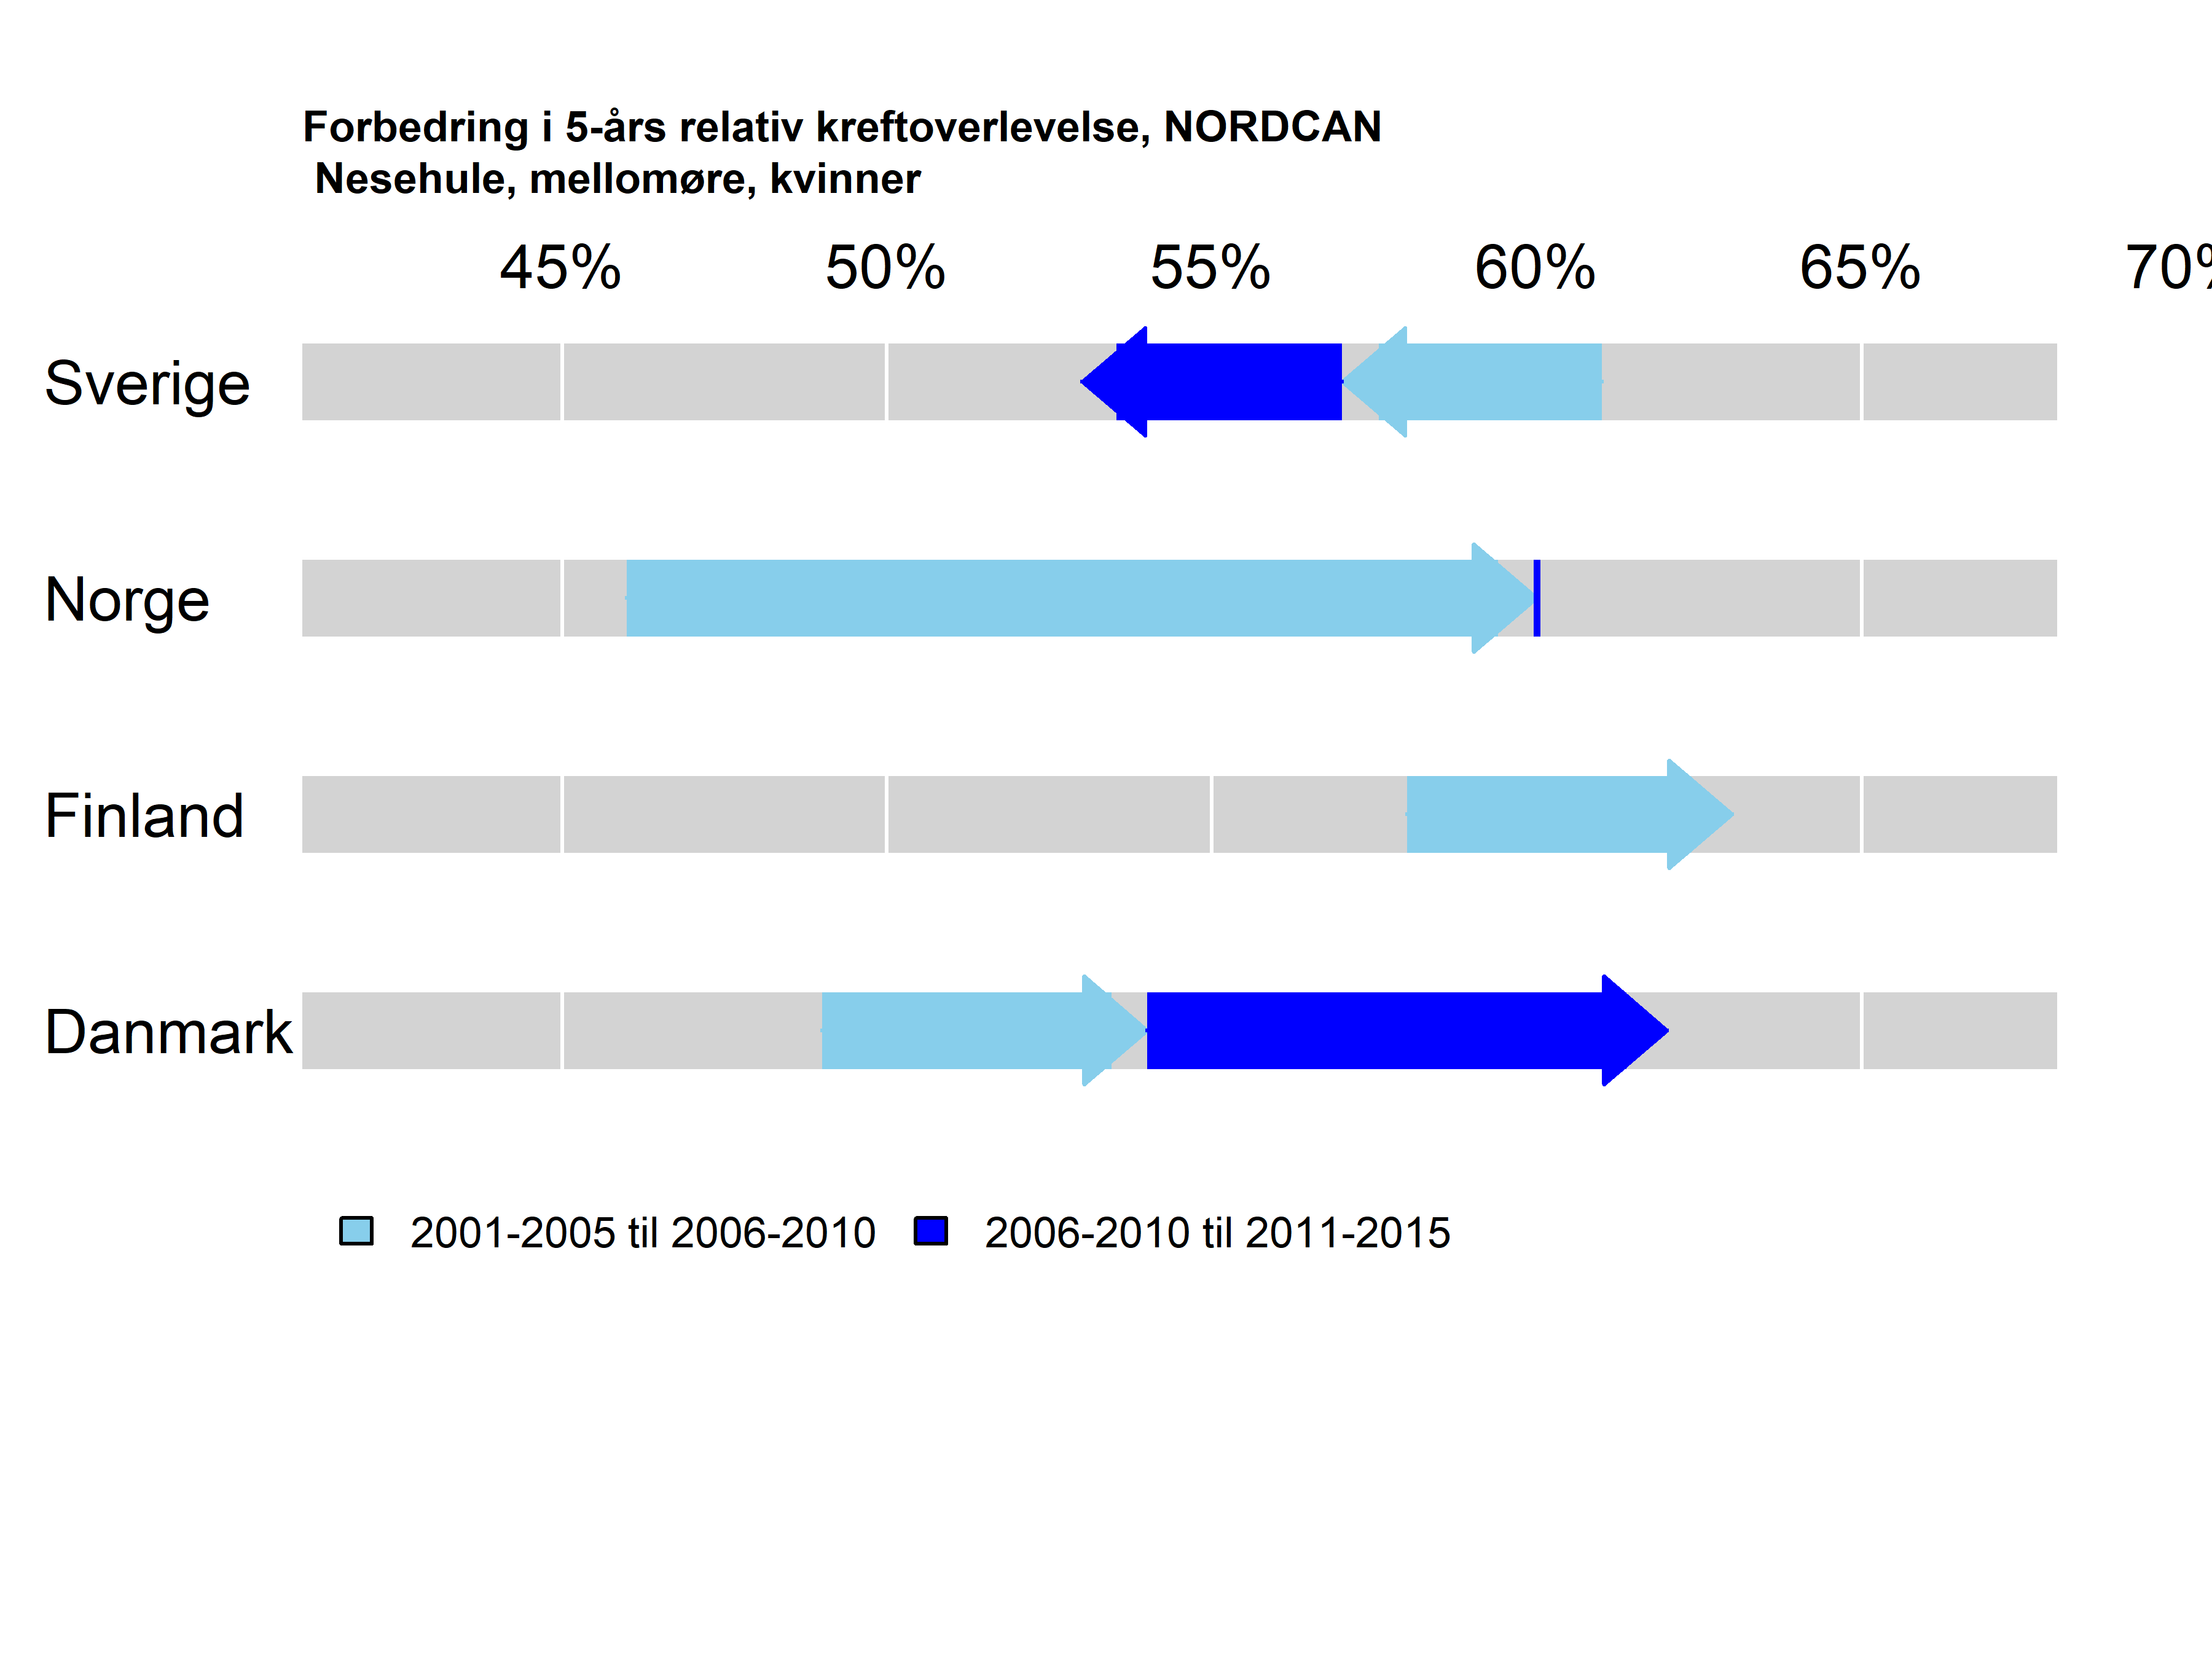 Forbedring i 5-års relativ kreftoverlevelse, NORDCAN
Nesehule, mellomøre, kvinner
45% 50% 55% 60% 65% 70%
Sverige
Norge
Finland
Danmark
2001-2005 til 2006-2010 2006-2010 til 2011-2015